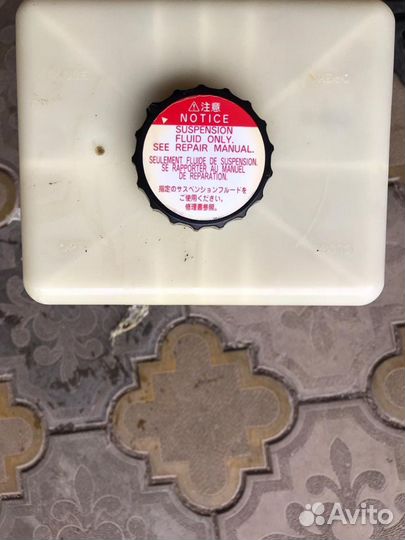 ⚠注意
NOTICE
SUSPENSION
FLUID ONLY.
SEE REPAIR MANUAL.
SEULEMENT FLUIDE DE SUSPENSION.
SE RAPPORTER AU MANUEL
DE REPARATION.
指定のサスペンションフルードを
ご使用ください。
修理書参照。
Avito